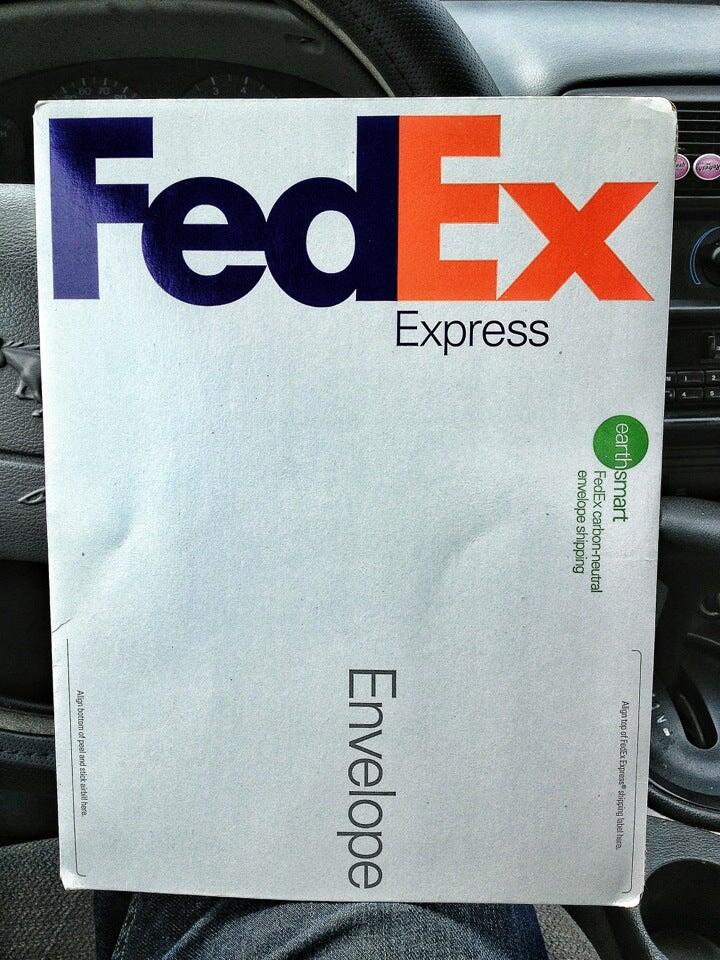 FedEx
Express
earthsmart
FedEx carbon-neutral
envelope shipping
Envelope
Align top of FedEx Express® shipping label here.
Align bottom of peel and stick airbill here.